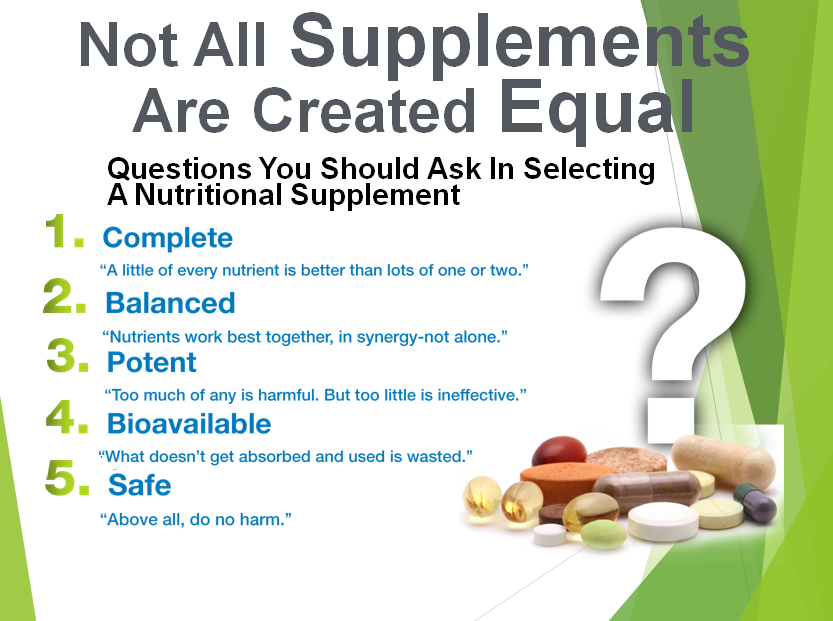 Not All Supplements
Are Created Equal
Questions You Should Ask In Selecting
A Nutritional Supplement
1. Complete
“A little of every nutrient is better than lots of one or two.”
2. Balanced
“Nutrients work best together, in synergy-not alone.”
3. Potent
“Too much of any is harmful. But too little is ineffective.”
4. Bioavailable
“What doesn’t get absorbed and used is wasted.”
5. Safe
“Above all, do no harm.”
?